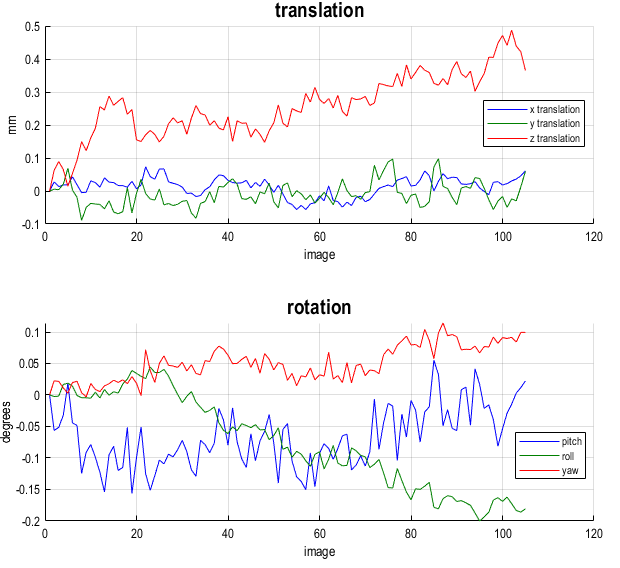 translation
0.5
0.4
0.3
0.2
0.1
0
-0.1
mm
x translation
y translation
z translation
0 20 40 60 80 100 120
image
rotation
0.1
0.05
0
-0.05
-0.1
-0.15
-0.2
degrees
pitch
roll
yaw
0 20 40 60 80 100 120
image